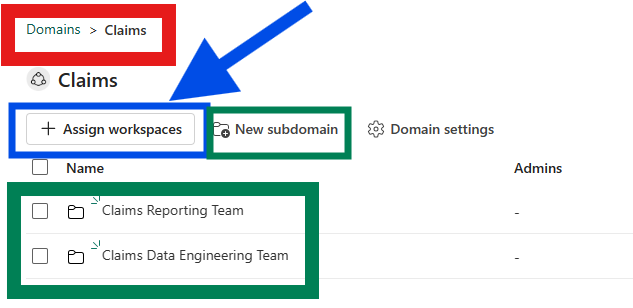 Domains > Claims
Claims
+ Assign workspaces New subdomain Domain settings
Name Admins
Claims Reporting Team -
Claims Data Engineering Team -